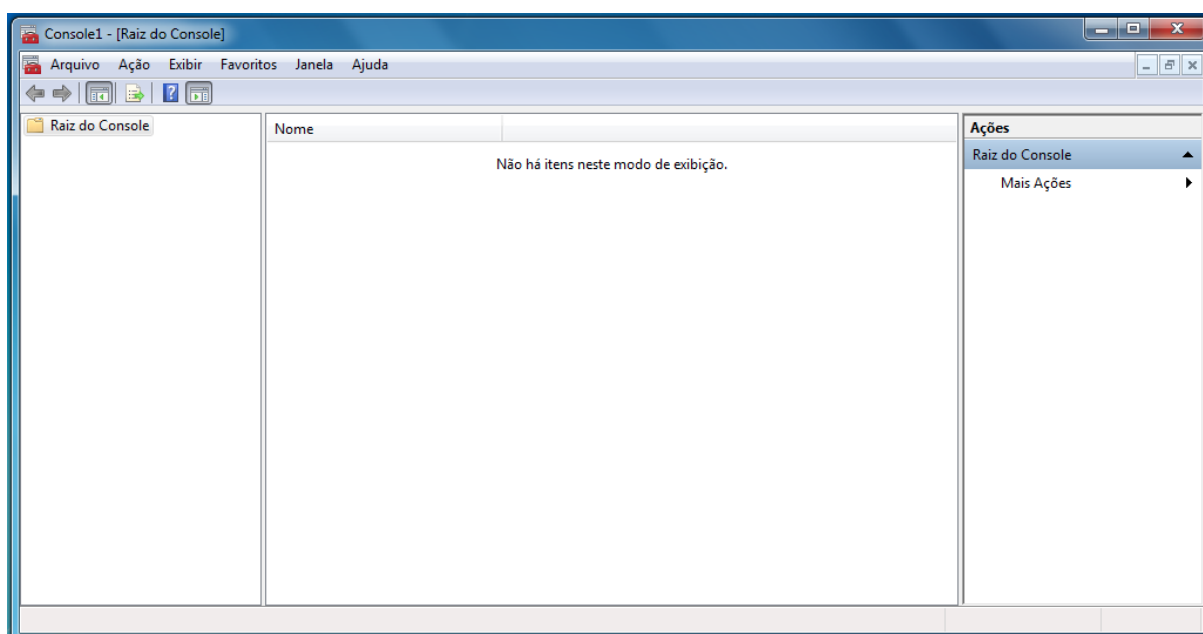 Console1 - [Raiz do Console]
Arquivo Ação Exibir Favoritos Janela Ajuda
Raiz do Console
Nome
Não há itens neste modo de exibição.
Ações
Raiz do Console
Mais Ações